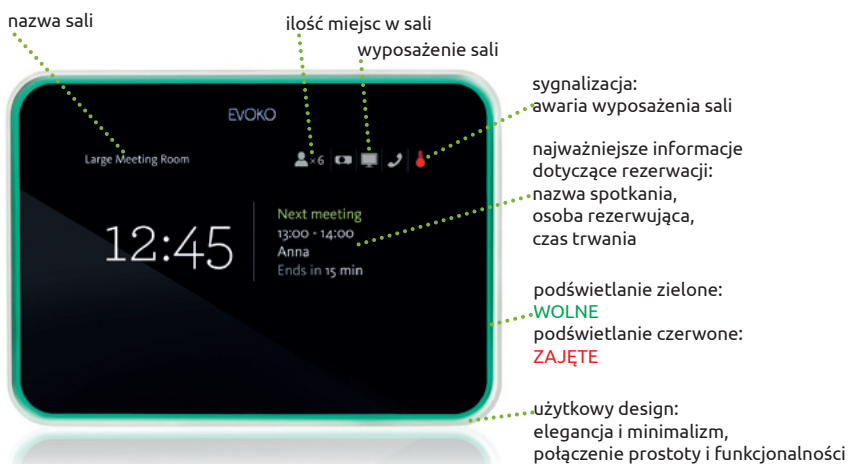 nazwa sali
ilość miejsc w sali
wyposażenie sali
sygnalizacja:
awaria wyposażenia sali
EVOKO
Large Meeting Room
×6
najważniejsze informacje
dotyczące rezerwacji:
nazwa spotkania,
osoba rezerwująca,
czas trwania
12:45
Next meeting
13:00 - 14:00
Anna
Ends in 15 min
podświetlanie zielone:
WOLNE
podświetlanie czerwone:
ZAJĘTE
użytkowy design:
elegancja i minimalizm,
połączenie prostoty i funkcjonalności